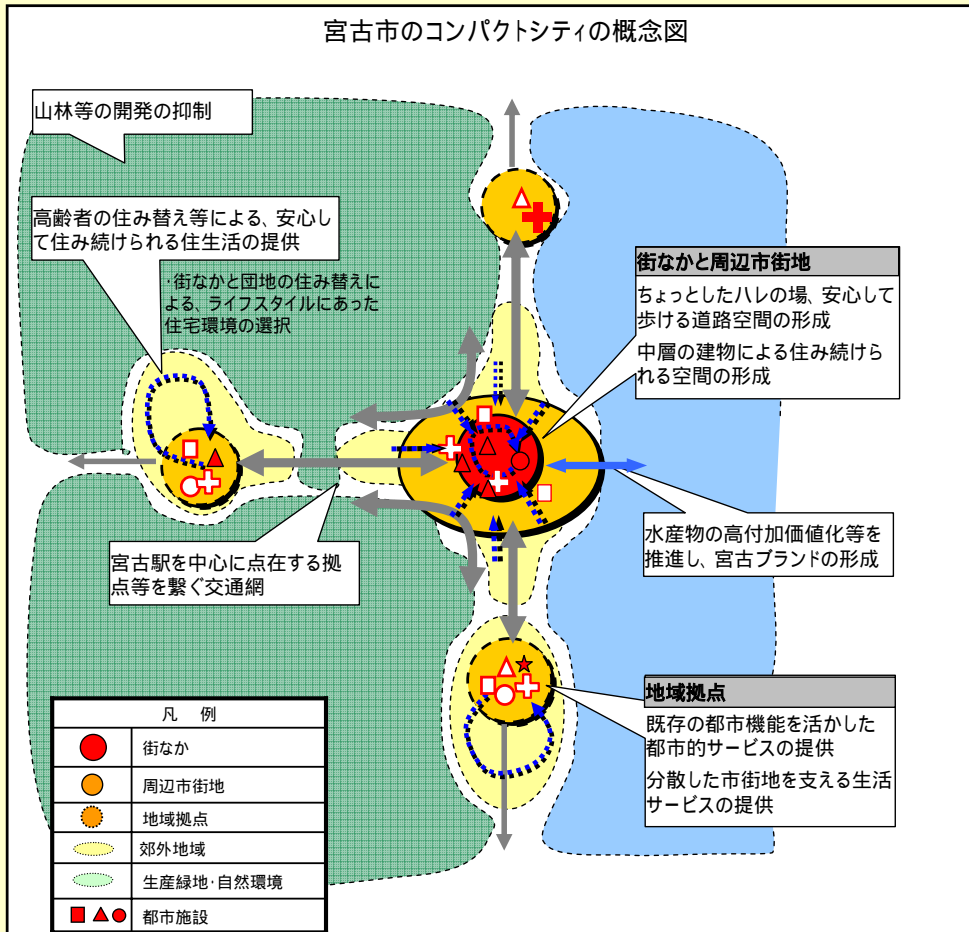 宮古市のコンパクトシティの概念図
山林等の開発の抑制
高齢者の住み替え等による、安心し
て住み続けられる住生活の提供
・街なかと団地の住み替えに
よる、ライフスタイルにあった
住宅環境の選択
街なかと周辺市街地
ちょっとしたハレの場、安心して
歩ける道路空間の形成
中層の建物による住み続けら
れる空間の形成
水産物の高付加価値化等を
推進し、宮古ブランドの形成
宮古駅を中心に点在する拠
点等を繋ぐ交通網
地域拠点
既存の都市機能を活かした
都市的サービスの提供
分散した市街地を支える生活
サービスの提供
凡 例
街なか
周辺市街地
地域拠点
郊外地域
生産緑地・自然環境
都市施設